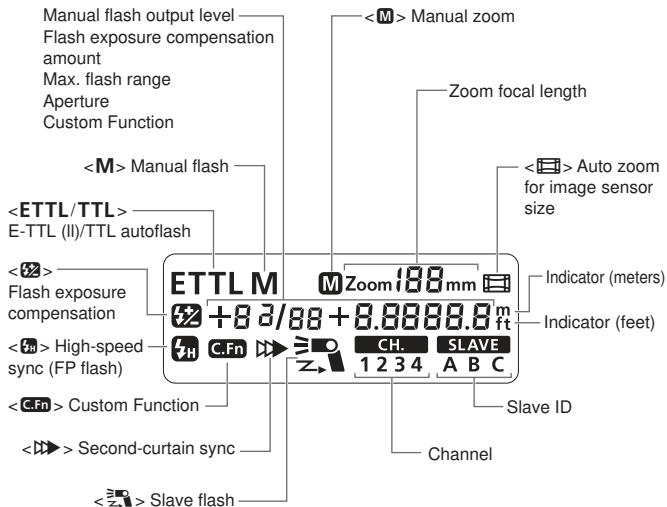 Manual flash output level
Flash exposure compensation
amount
Max. flash range
Aperture
Custom Function
<M> Manual zoom
Zoom focal length
<M> Manual flash
< > Auto zoom
for image sensor
size
<ETTL/TTL>
E-TTL (II)/TTL autoflash
< >
Flash exposure
compensation
< H> High-speed
sync (FP flash)
ETTL M M Zoom 188 mm
+8 a/88 +8.8888.8 m ft
H C.Fn CH. SLAVE
1 2 3 4 A B C
Indicator (meters)
Indicator (feet)
<C.Fn> Custom Function
Slave ID
< > Second-curtain sync
Channel
< > Slave flash